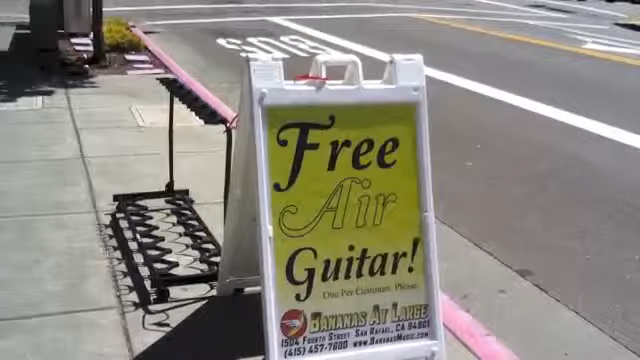 Free
Air
Guitar!
One Per Customer, Please.
BANANAS AT LARGE
1504 FOURTH STREET SAN RAFAEL, CA 94901
(415) 457-7600 WWW.BANANASMUSIC.COM
BUS